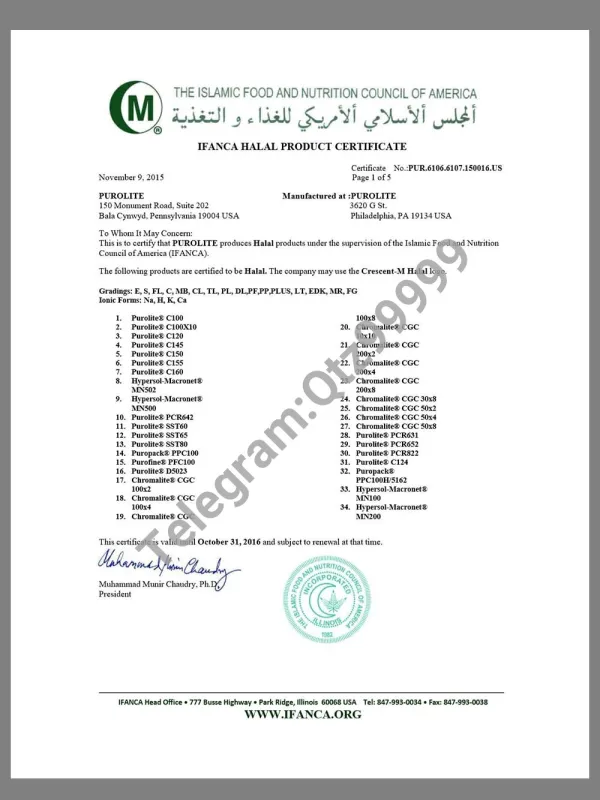 M
®
THE ISLAMIC FOOD AND NUTRITION COUNCIL OF AMERICA
ألمجلس ألأسلامي ألأمريكي للغذاء و التغذية
IFANCA HALAL PRODUCT CERTIFICATE
Certificate No.:PUR.6106.6107.150016.US
November 9, 2015 Page 1 of 5
PUROLITE Manufactured at :PUROLITE
150 Monument Road, Suite 202 3620 G St.
Bala Cynwyd, Pennsylvania 19004 USA Philadelphia, PA 19134 USA
To Whom It May Concern:
This is to certify that PUROLITE produces Halal products under the supervision of the Islamic Food and Nutrition
Council of America (IFANCA).
The following products are certified to be Halal. The company may use the Crescent-M Halal logo.
Gradings: E, S, FL, C, MB, CL, TL, PL, DL,PF,PP,PLUS, LT, EDK, MR, FG
Ionic Forms: Na, H, K, Ca
1. Purolite® C100
2. Purolite® C100X10
3. Purolite® C120
4. Purolite® C145
5. Purolite® C150
6. Purolite® C155
7. Purolite® C160
8. Hypersol-Macronet®
MN502
9. Hypersol-Macronet®
MN500
10. Purolite® PCR642
11. Purolite® SST60
12. Purolite® SST65
13. Purolite® SST80
14. Puropack® PPC100
15. Purofine® PFC100
16. Purolite® D5023
17. Chromalite® CGC
100x2
18. Chromalite® CGC
100x4
19. Chromalite® CGC
100x8
20. Chromalite® CGC
10x10
21. Chromalite® CGC
200x2
22. Chromalite® CGC
200x4
23. Chromalite® CGC
200x8
24. Chromalite® CGC 30x8
25. Chromalite® CGC 50x2
26. Chromalite® CGC 50x4
27. Chromalite® CGC 50x8
28. Purolite® PCR631
29. Purolite® PCR652
30. Purolite® PCR822
31. Purolite® C124
32. Puropack®
PPC100H/5162
33. Hypersol-Macronet®
MN100
34. Hypersol-Macronet®
MN200
This certificate is valid until October 31, 2016 and subject to renewal at that time.
Muhammad Munir Chaudry
Muhammad Munir Chaudry, Ph.D.
President
THE ISLAMIC FOOD AND NUTRITION COUNCIL OF AMERICA
INCORPORATED
ILLINOIS
1982
IFANCA Head Office • 777 Busse Highway • Park Ridge, Illinois 60068 USA Tel: 847-993-0034 • Fax: 847-993-0038
WWW.IFANCA.ORG
Telegram:Qtz99999